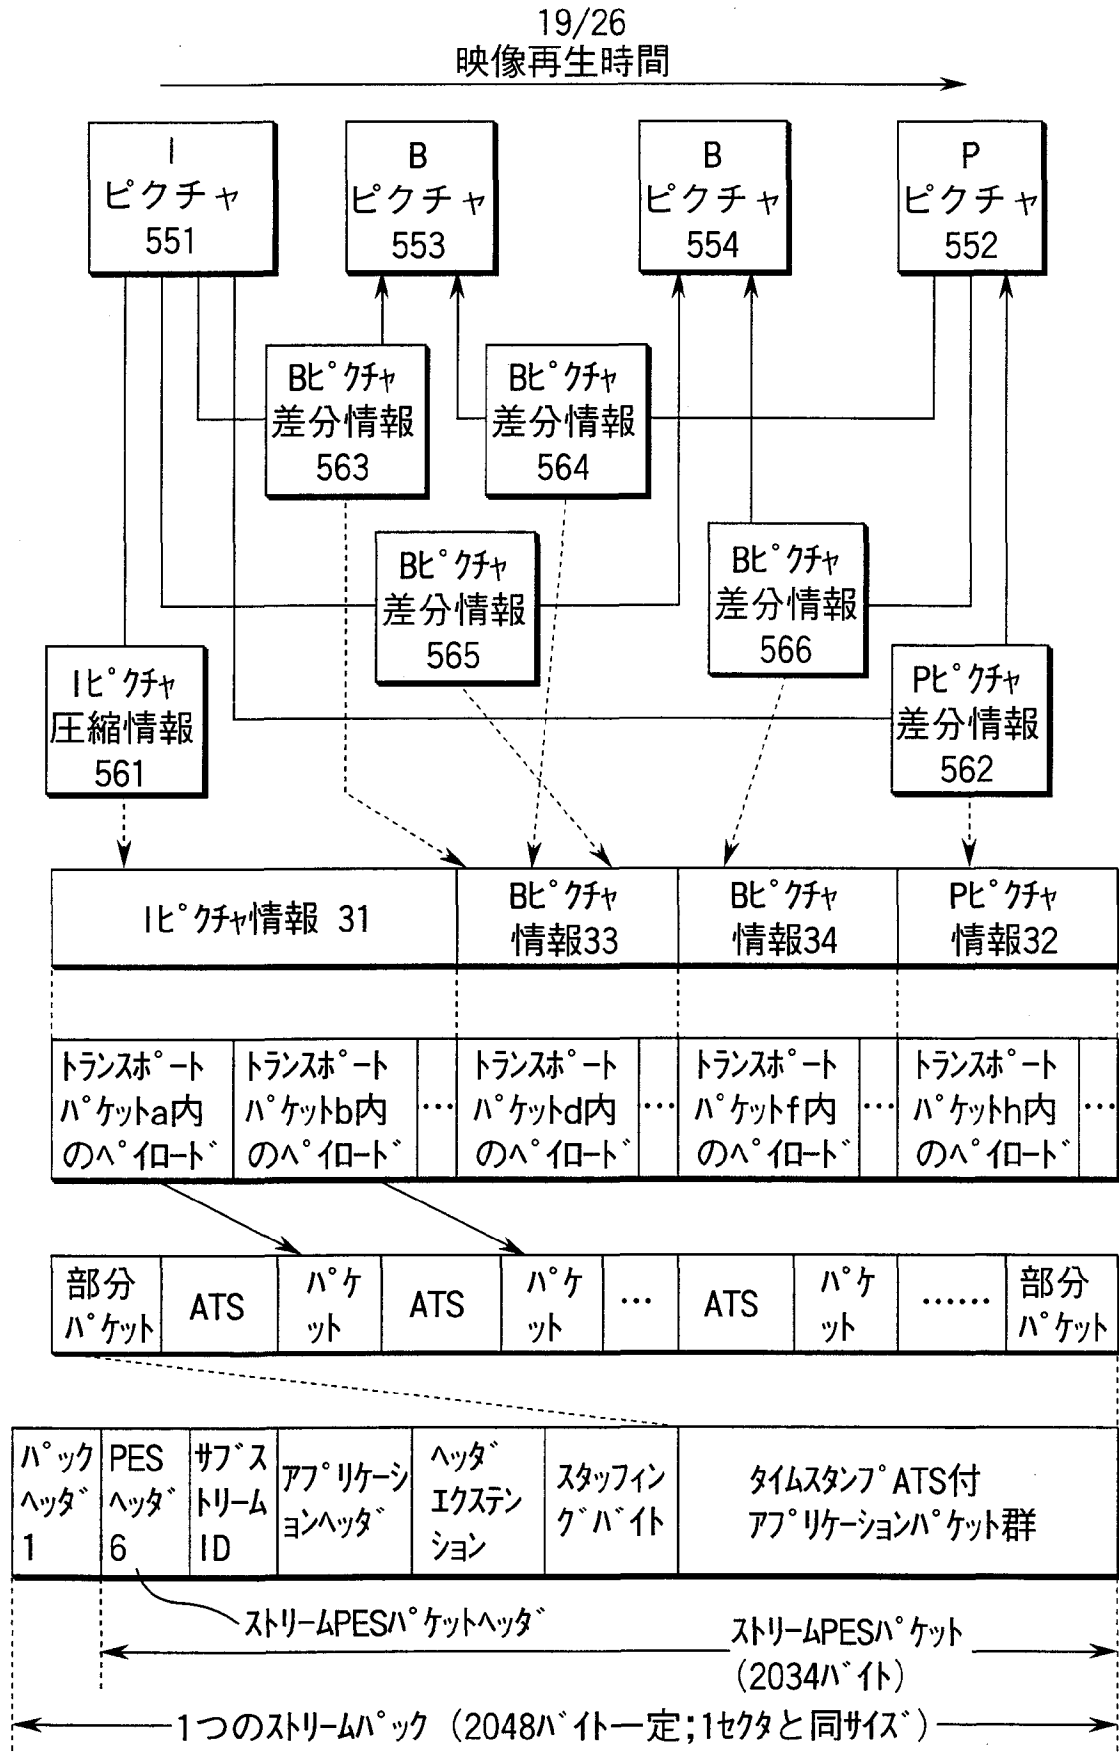 19/26
映像再生時間
I
ピクチャ
551
B
ピクチャ
553
B
ピクチャ
554
P
ピクチャ
552
Bピクチャ
差分情報
563
Bピクチャ
差分情報
564
Bピクチャ
差分情報
565
Bピクチャ
差分情報
566
Iピクチャ
圧縮情報
561
Pピクチャ
差分情報
562
Iピクチャ情報 31
Bピクチャ
情報33
Bピクチャ
情報34
Pピクチャ
情報32
トランスポート
パケットa内
のペイロード
トランスポート
パケットb内
のペイロード
…
トランスポート
パケットd内
のペイロード
…
トランスポート
パケットf内
のペイロード
…
トランスポート
パケットh内
のペイロード
…
部分
パケット
ATS
パケ
ット
ATS
パケ
ット
…
ATS
パケ
ット
……
部分
パケット
パック
ヘッダ
1
PES
ヘッダ
6
サブス
トリーム
ID
アプリケーシ
ョンヘッダ
ヘッダ
エクステン
ション
スタッフィン
グバイト
タイムスタンプATS付
アプリケーションパケット群
ストリームPESパケットヘッダ
ストリームPESパケット
(2034バイト)
1つのストリームパック (2048バイト一定;1セクタと同サイズ)